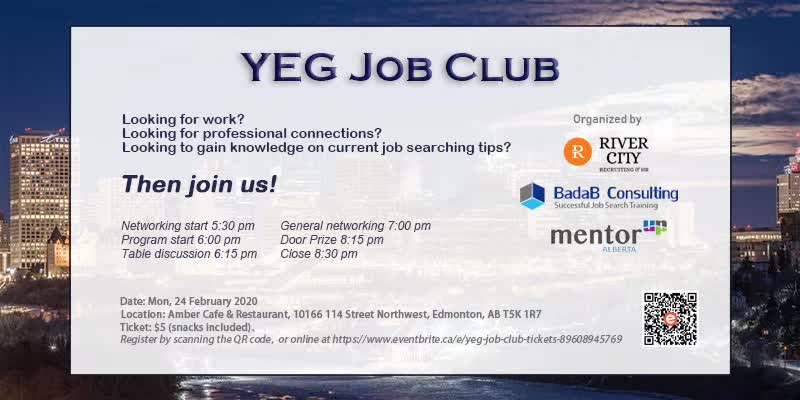 YEG Job Club
Looking for work?
Looking for professional connections?
Looking to gain knowledge on current job searching tips?
Then join us!
Networking start 5:30 pm
Program start 6:00 pm
Table discussion 6:15 pm
General networking 7:00 pm
Door Prize 8:15 pm
Close 8:30 pm
Organized by
R
RIVER
CITY
RECRUITING & HR
BadaB Consulting
Successful Job Search Training
mentor up
ALBERTA
Date: Mon, 24 February 2020
Location: Amber Cafe & Restaurant, 10166 114 Street Northwest, Edmonton, AB T5K 1R7
Ticket: $5 (snacks included).
Register by scanning the QR code, or online at https://www.eventbrite.ca/e/yeg-job-club-tickets-89608945769
e